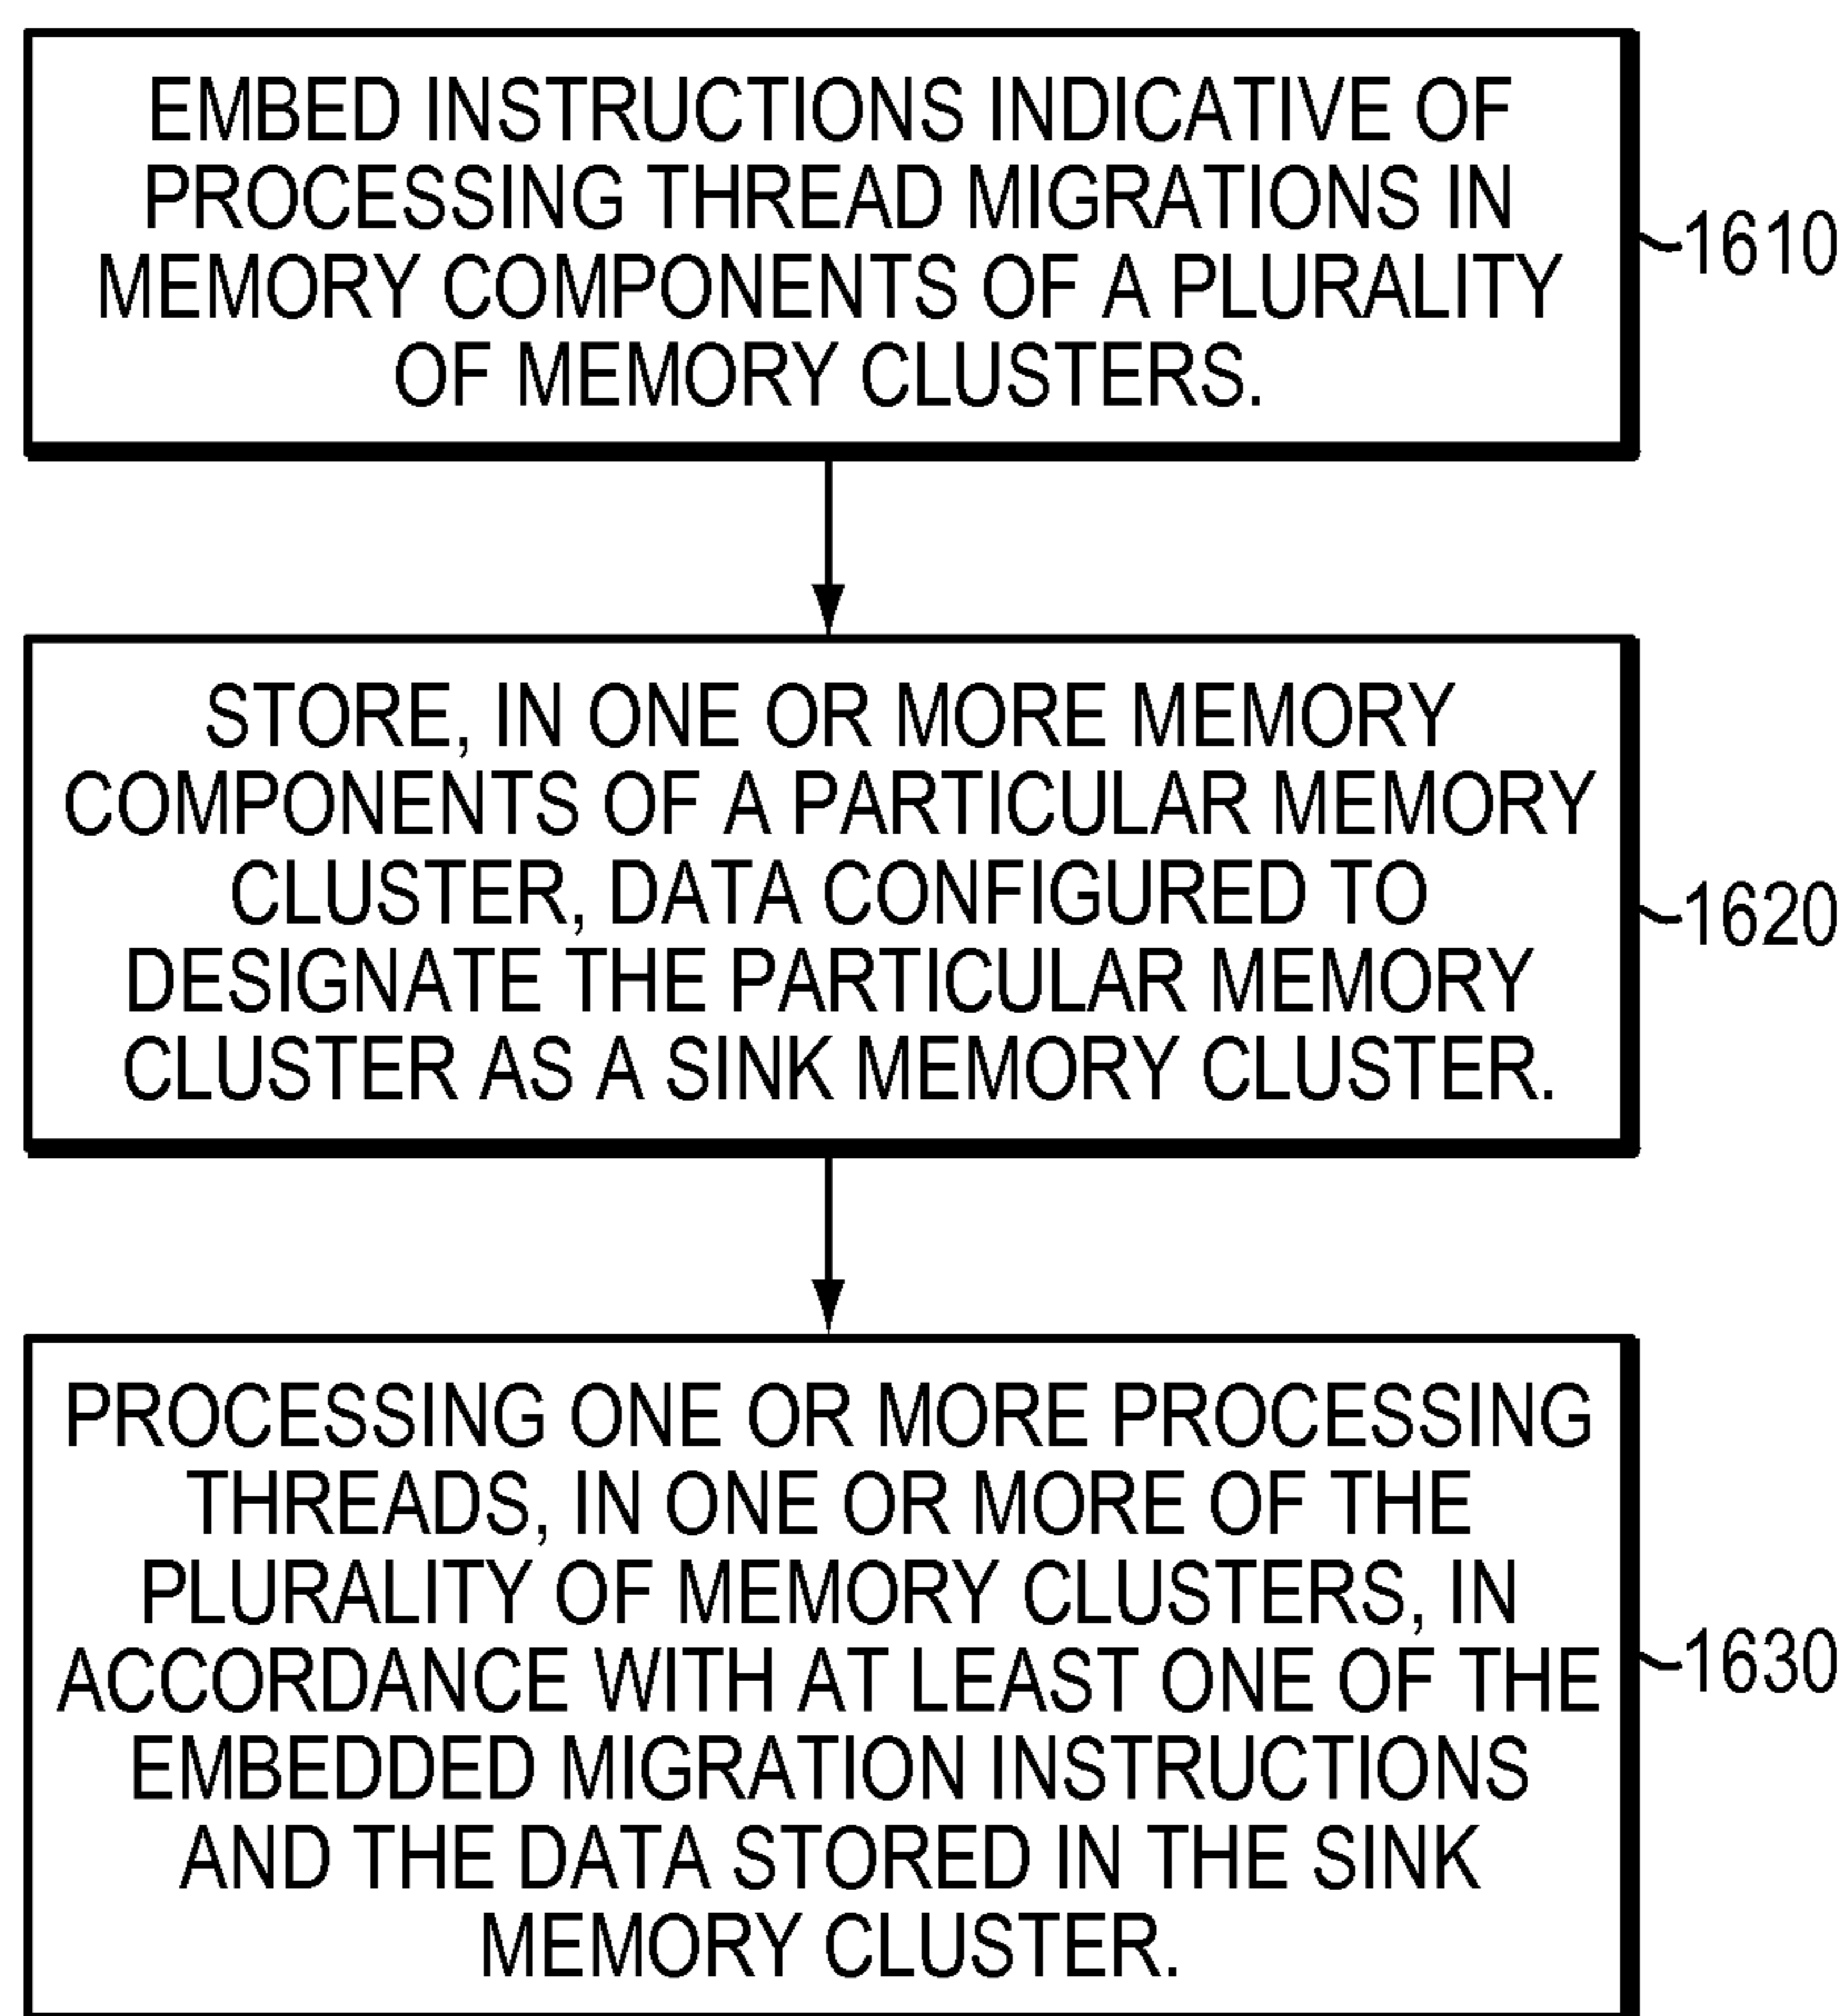 EMBED INSTRUCTIONS INDICATIVE OF
PROCESSING THREAD MIGRATIONS IN
MEMORY COMPONENTS OF A PLURALITY
OF MEMORY CLUSTERS.
1610
STORE, IN ONE OR MORE MEMORY
COMPONENTS OF A PARTICULAR MEMORY
CLUSTER, DATA CONFIGURED TO
DESIGNATE THE PARTICULAR MEMORY
CLUSTER AS A SINK MEMORY CLUSTER.
1620
PROCESSING ONE OR MORE PROCESSING
THREADS, IN ONE OR MORE OF THE
PLURALITY OF MEMORY CLUSTERS, IN
ACCORDANCE WITH AT LEAST ONE OF THE
EMBEDDED MIGRATION INSTRUCTIONS
AND THE DATA STORED IN THE SINK
MEMORY CLUSTER.
1630